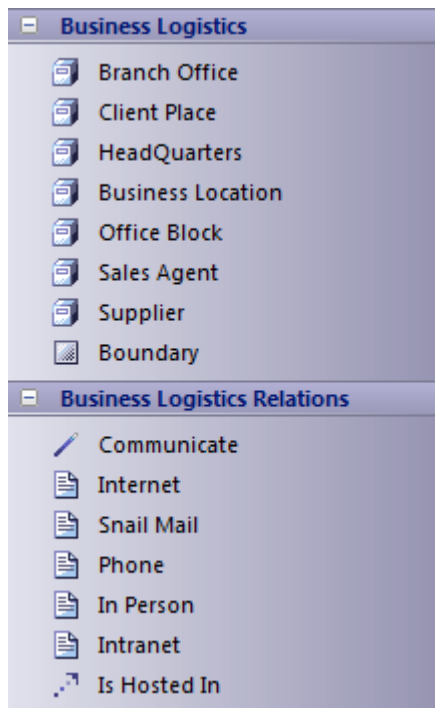 Business Logistics
Branch Office
Client Place
HeadQuarters
Business Location
Office Block
Sales Agent
Supplier
Boundary
Business Logistics Relations
Communicate
Internet
Snail Mail
Phone
In Person
Intranet
Is Hosted In